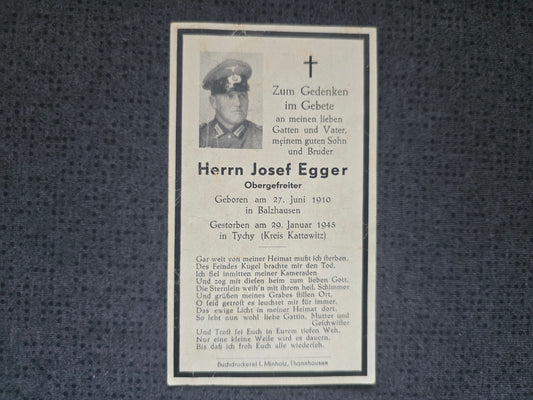 Zum Gedenken
im Gebete
an meinen lieben
Gatten und Vater,
meinem guten Sohn
und Bruder
Herrn Josef Egger
Obergefreiter
Geboren am 27. Juni 1910
in Balzhausen
Gestorben am 29. Januar 1945
in Tychy (Kreis Kattowitz)
Gar weit von meiner Heimat mußt ich sterben.
Des Feindes Kugel brachte mir den Tod.
Ich fiel inmitten meiner Kameraden
Und zog mit diesen heim zum lieben Gott.
Die Sternlein weih'n mit ihrem heil. Schimmer
Und grüßen meines Grabes stillen Ort,
O seid getrost es leuchtet mir für immer.
Das ewige Licht in meiner Heimat dort.
So lebt nun wohl liebe Gattin, Mutter und
Geschwister
Und Trost sei Euch in Eurem tiefen Weh.
Nur eine kleine Weile wird es dauern.
Bis daß ich froh Euch alle wiederseh.
Buchdruckerei L. Minholz, Thannhausen